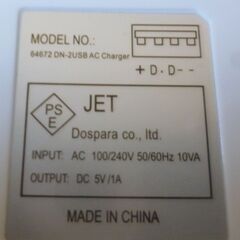 MODEL NO.:
64672 DN-2USB AC Charger
+ D. D - -
PS
E
JET
Dospara co., ltd.
INPUT: AC 100/240V 50/60Hz 10VA
OUTPUT: DC 5V/1A
MADE IN CHINA